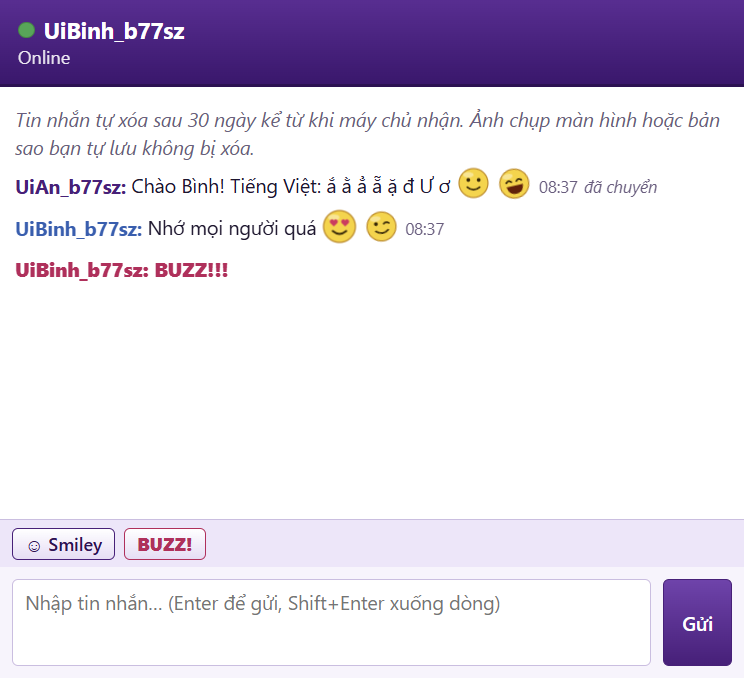 UiBinh_b77sz
Online
Tin nhắn tự xóa sau 30 ngày kể từ khi máy chủ nhận. Ảnh chụp màn hình hoặc bản
sao bạn tự lưu không bị xóa.
UiAn_b77sz: Chào Bình! Tiếng Việt: ắ ằ ẳ ẵ ặ đ Ư ơ 08:37 đã chuyển
UiBinh_b77sz: Nhớ mọi người quá 08:37
UiBinh_b77sz: BUZZ!!!
☺ Smiley BUZZ!
Nhập tin nhắn... (Enter để gửi, Shift+Enter xuống dòng)
Gửi